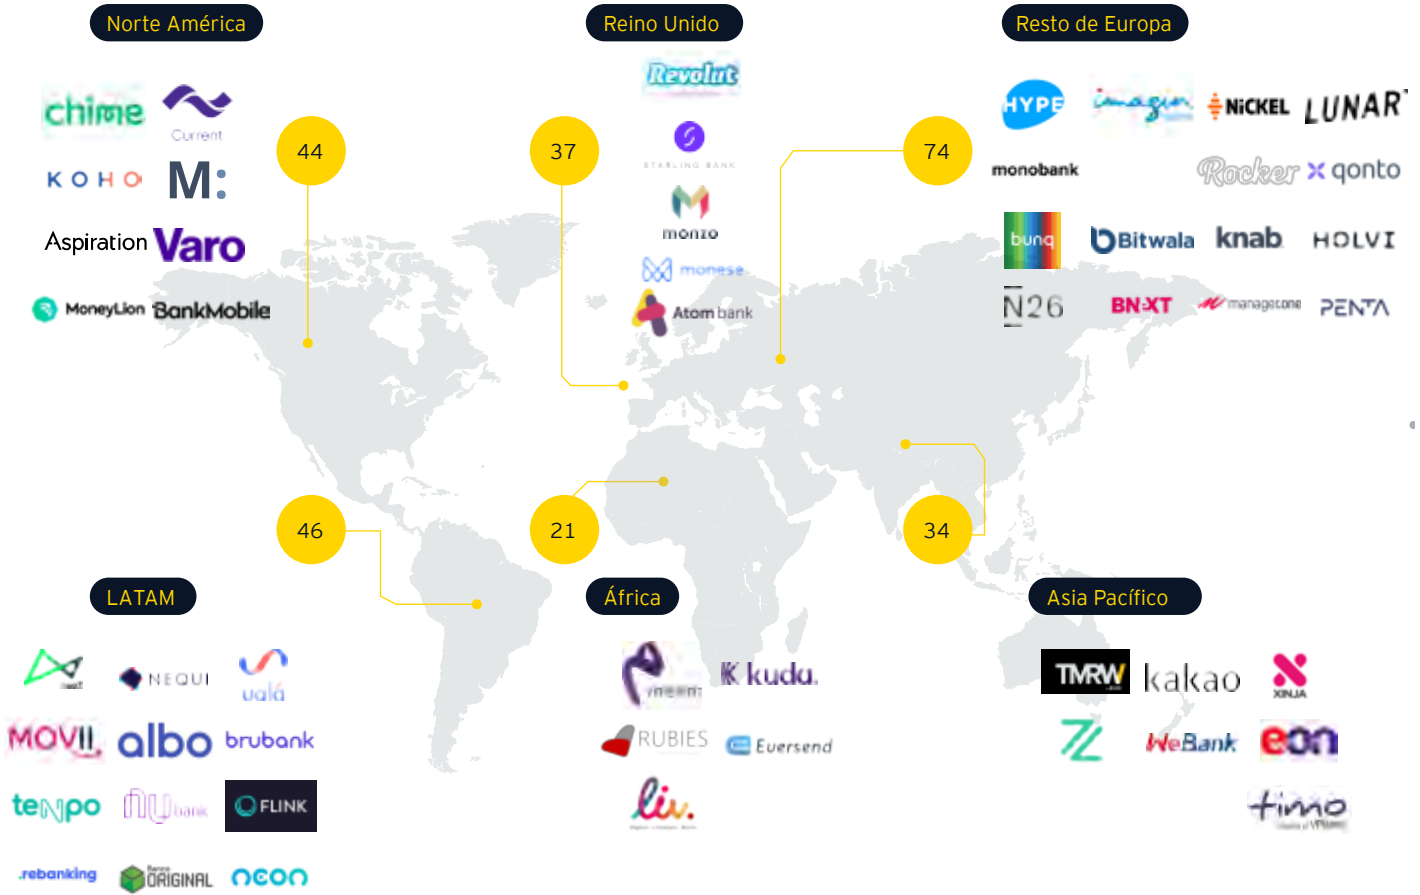 Norte América
Reino Unido
Resto de Europa
chime
Current
KOHO
M:
Aspiration
Varo
MoneyLion
BankMobile
44
Revolut
STARLING BANK
monzo
monese
Atom bank
37
HYPE
imagin
NiCKEL
LUNAR
monobank
Rocker
qonto
bunq
Bitwala
knab
HOLVI
N26
BNEXT
PENTA
74
46
21
34
LATAM
África
Asia Pacífico
NEQUI
ualá
MOVII
albo
brubank
tenpo
NU bank
FLINK
.rebanking
Banco
ORIGINAL
neon
kuda.
RUBIES
Eversend
liv.
TMRW
kakao
XINJA
WeBank
eon
timo